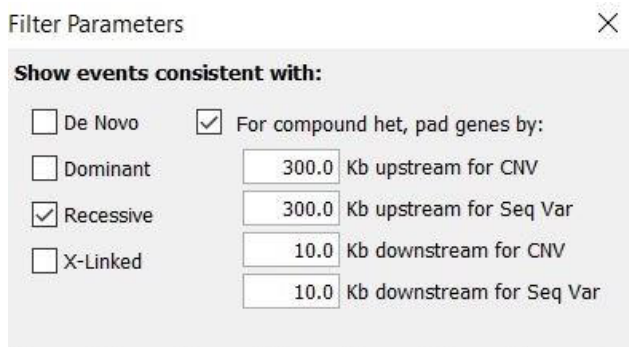 Filter Parameters
Show events consistent with:
De Novo For compound het, pad genes by:
Dominant 300.0 Kb upstream for CNV
Recessive 300.0 Kb upstream for Seq Var
X-Linked 10.0 Kb downstream for CNV
10.0 Kb downstream for Seq Var